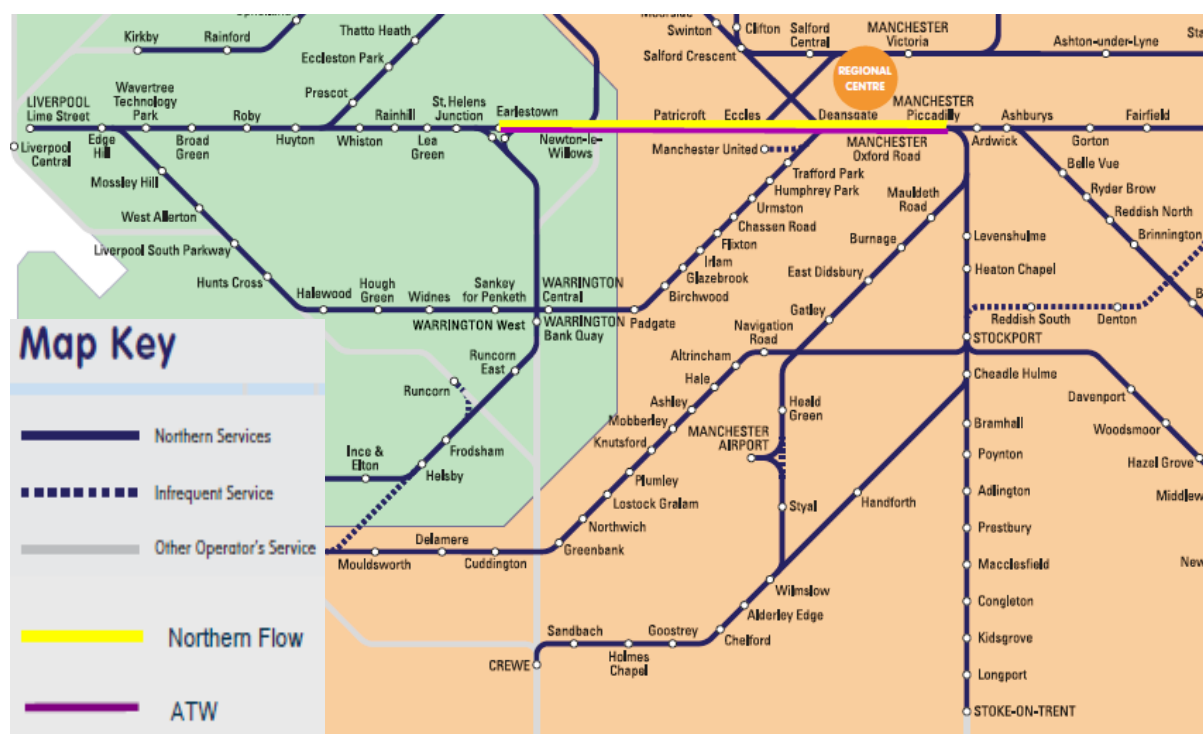 Kirkby
Rainford
Thatto Heath
Eccleston Park
Prescot
Swinton
Salford Crescent
Clifton
Salford
Central
MANCHESTER
Victoria
Ashton-under-Lyne
REGIONAL
CENTRE
LIVERPOOL
Lime Street
Wavertree
Technology
Park
Edge
Hill
Broad
Green
Roby
Huyton
Whiston
Rainhill
Lea
Green
St. Helens
Junction
Earlestown
Newton-le-
Willows
Patricroft
Eccles
Deansgate
MANCHESTER
Piccadilly
MANCHESTER
Oxford Road
Ashburys
Ardwick
Gorton
Fairfield
Liverpool
Central
Mossley Hill
West Allerton
Liverpool South Parkway
Hunts Cross
Halewood
Hough
Green
Widnes
Sankey
for Penketh
WARRINGTON
Central
WARRINGTON West
WARRINGTON
Bank Quay
Padgate
Manchester United
Trafford Park
Humphrey Park
Urmston
Chassen Road
Flixton
Irlam
Glazebrook
Birchwood
Mauldeth
Road
Burnage
East Didsbury
Gatley
Belle Vue
Ryder Brow
Reddish North
Brinnington
Levenshulme
Heaton Chapel
Reddish South
Denton
STOCKPORT
Cheadle Hulme
Davenport
Woodsmoor
Hazel Grove
Navigation
Road
Altrincham
Hale
Ashley
Mobberley
Knutsford
Plumley
Lostock Gralam
Northwich
Greenbank
Cuddington
Delamere
Mouldsworth
MANCHESTER
AIRPORT
Heald
Green
Styal
Handforth
Wilmslow
Alderley Edge
Chelford
Goostrey
Holmes
Chapel
Sandbach
CREWE
Runcorn
East
Runcorn
Frodsham
Helsby
Ince &
Elton
Bramhall
Poynton
Adlington
Prestbury
Macclesfield
Congleton
Kidsgrove
Longport
STOKE-ON-TRENT
Map Key
Northern Services
Infrequent Service
Other Operator's Service
Northern Flow
ATW